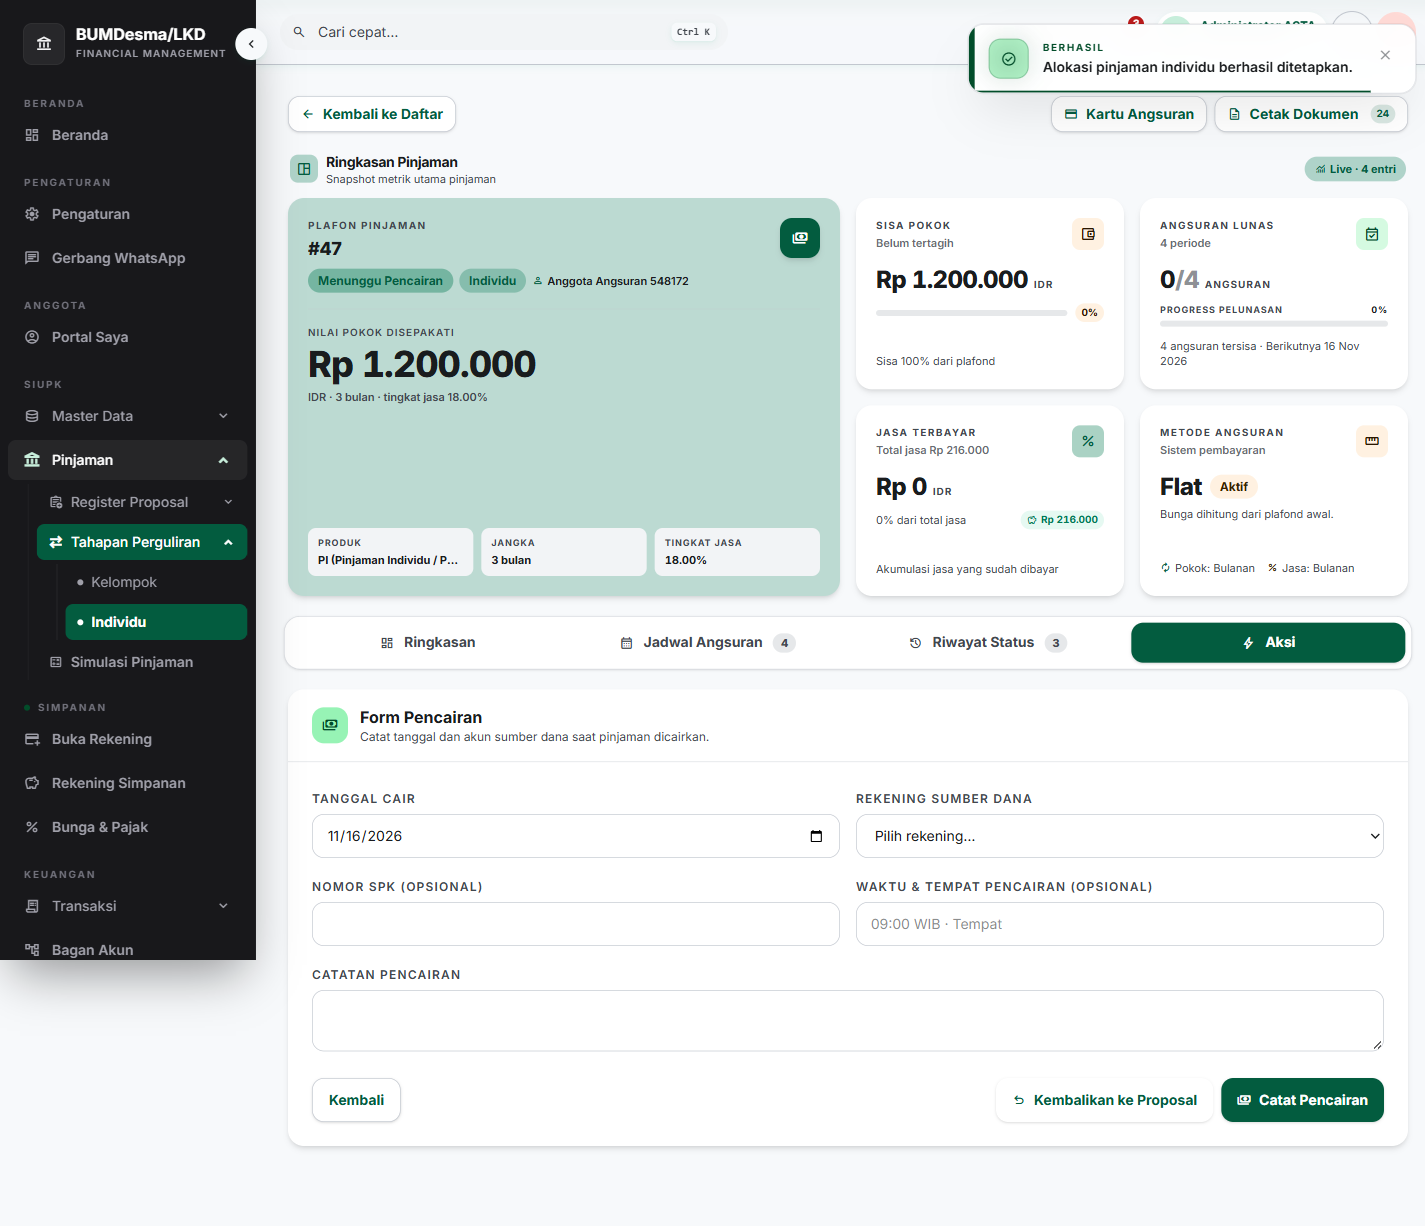 BUMDesma/LKD
FINANCIAL MANAGEMENT
BERANDA
Beranda
PENGATURAN
Pengaturan
Gerbang WhatsApp
ANGGOTA
Portal Saya
SIUPK
Master Data
Pinjaman
Register Proposal
Tahapan Perguliran
Kelompok
Individu
Simulasi Pinjaman
SIMPANAN
Buka Rekening
Rekening Simpanan
Bunga & Pajak
KEUANGAN
Transaksi
Bagan Akun
Cari cepat...
Ctrl K
BERHASIL
Alokasi pinjaman individu berhasil ditetapkan.
Kembali ke Daftar
Kartu Angsuran
Cetak Dokumen 24
Ringkasan Pinjaman
Snapshot metrik utama pinjaman
Live · 4 entri
PLAFON PINJAMAN
#47
Menunggu Pencairan
Individu
Anggota Angsuran 548172
NILAI POKOK DISEPAKATI
Rp 1.200.000
IDR · 3 bulan · tingkat jasa 18.00%
PRODUK
PI (Pinjaman Individu / P...
JANGKA
3 bulan
TINGKAT JASA
18.00%
SISA POKOK
Belum tertagih
Rp 1.200.000 IDR
0%
Sisa 100% dari plafond
ANGSURAN LUNAS
4 periode
0/4 ANGSURAN
PROGRESS PELUNASAN 0%
4 angsuran tersisa · Berikutnya 16 Nov
2026
JASA TERBAYAR
Total jasa Rp 216.000
Rp 0 IDR
0% dari total jasa
Rp 216.000
Akumulasi jasa yang sudah dibayar
METODE ANGSURAN
Sistem pembayaran
Flat Aktif
Bunga dihitung dari plafond awal.
Pokok: Bulanan
Jasa: Bulanan
Ringkasan
Jadwal Angsuran 4
Riwayat Status 3
Aksi
Form Pencairan
Catat tanggal dan akun sumber dana saat pinjaman dicairkan.
TANGGAL CAIR
11/16/2026
REKENING SUMBER DANA
Pilih rekening...
NOMOR SPK (OPSIONAL)
WAKTU & TEMPAT PENCAIRAN (OPSIONAL)
09:00 WIB · Tempat
CATATAN PENCAIRAN
Kembali
Kembalikan ke Proposal
Catat Pencairan